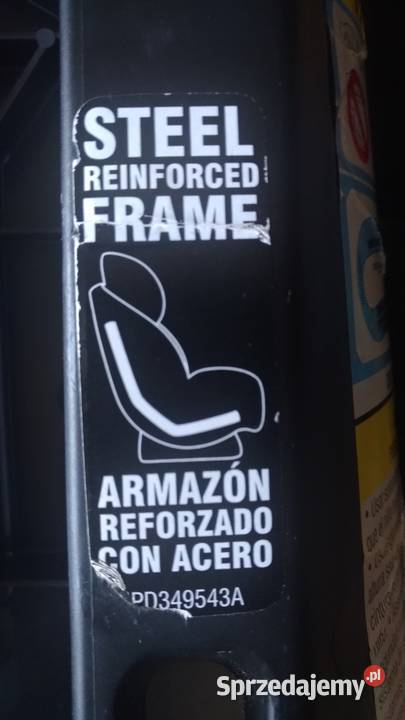 STEEL
REINFORCED
FRAME
ARMAZÓN
REFORZADO
CON ACERO
PD349543A
Sprzedajemy.pl